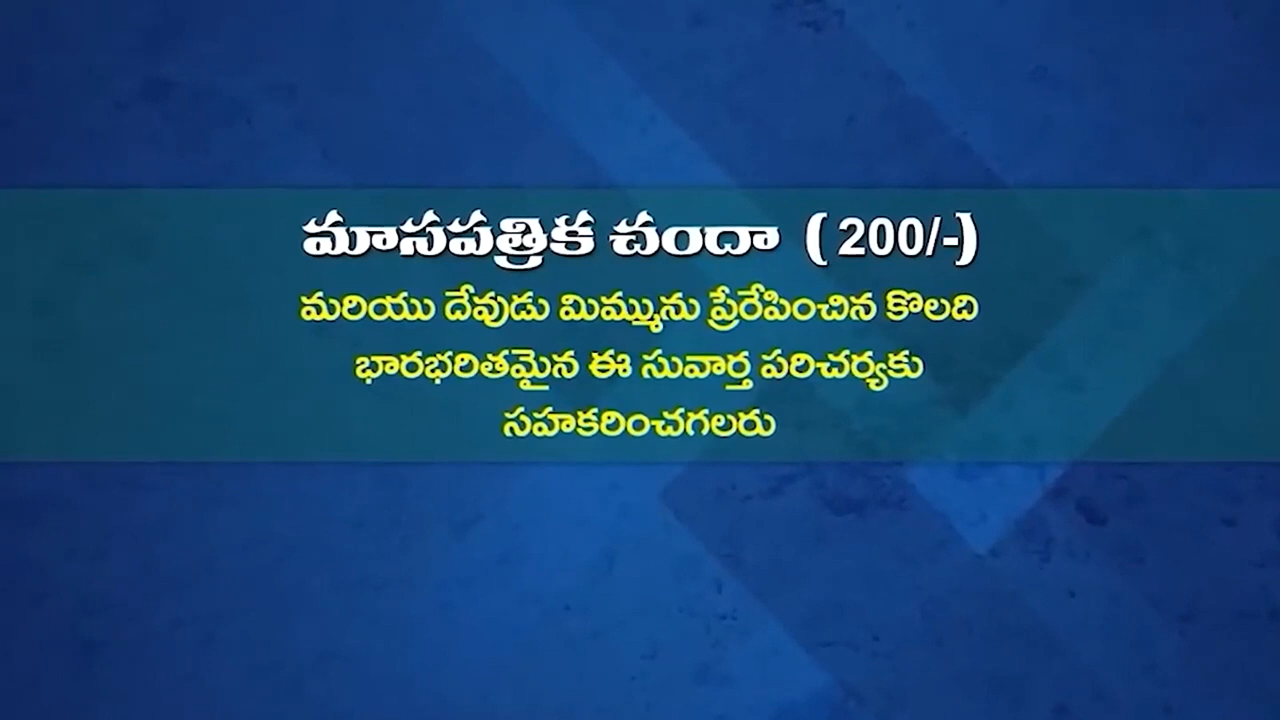 మాసపత్రిక చందా ( 200/-)
మరియు దేవుడు మిమ్మును ప్రేరేపించిన కొలది
భారభరితమైన ఈ సువార్త పరిచర్యకు
సహకరించగలరు